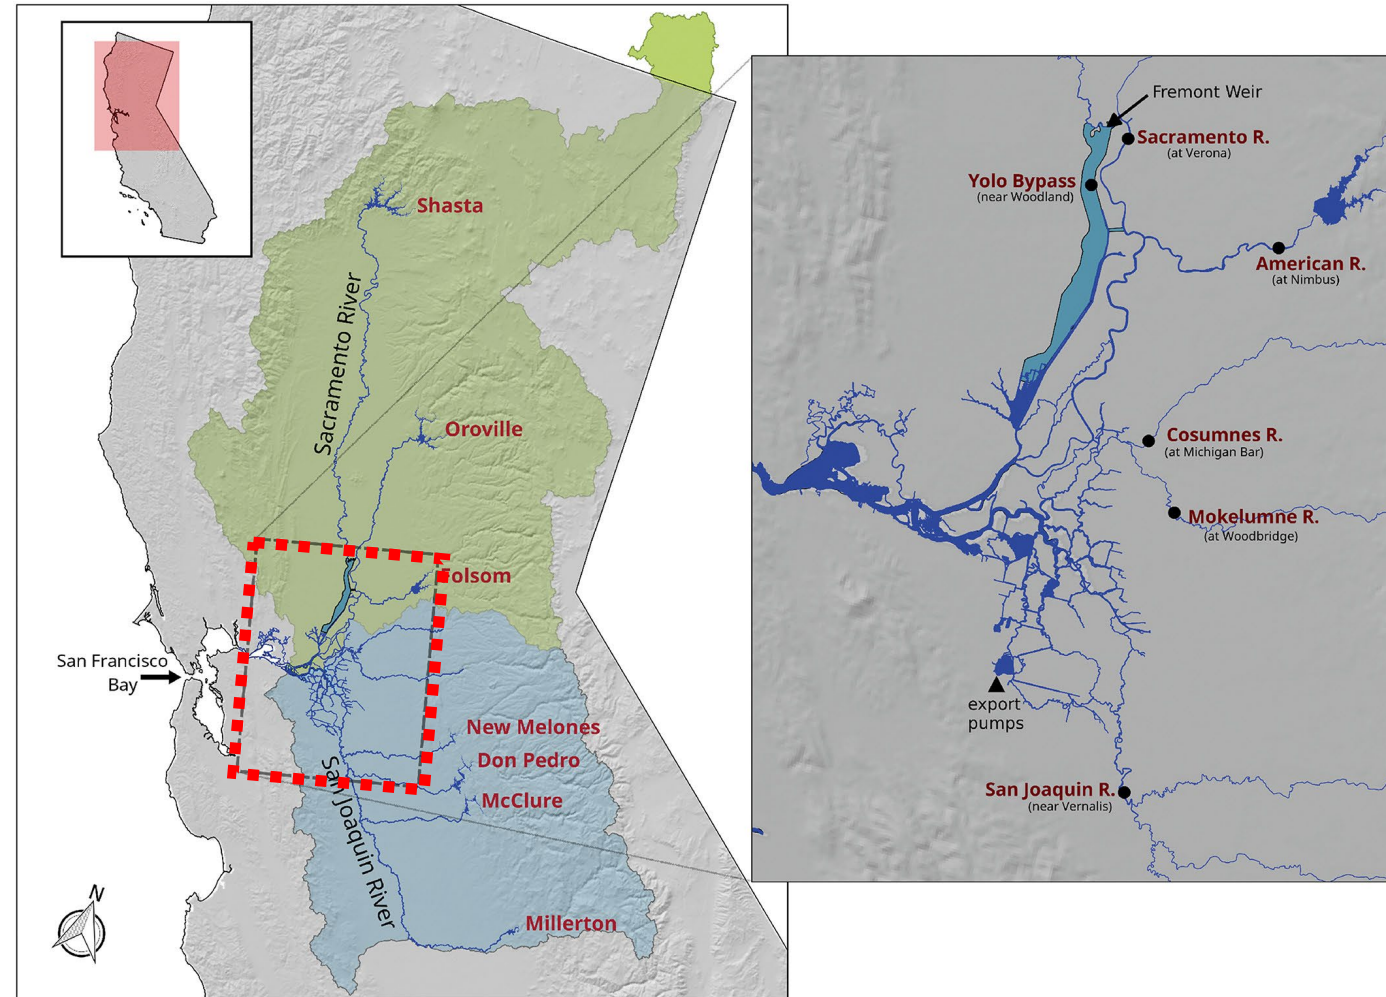 Shasta
Sacramento River
Oroville
Folsom
San Francisco
Bay
New Melones
Don Pedro
McClure
San Joaquin River
Millerton
N
Fremont Weir
Sacramento R.
(at Verona)
Yolo Bypass
(near Woodland)
American R.
(at Nimbus)
Cosumnes R.
(at Michigan Bar)
Mokelumne R.
(at Woodbridge)
export
pumps
San Joaquin R.
(near Vernalis)